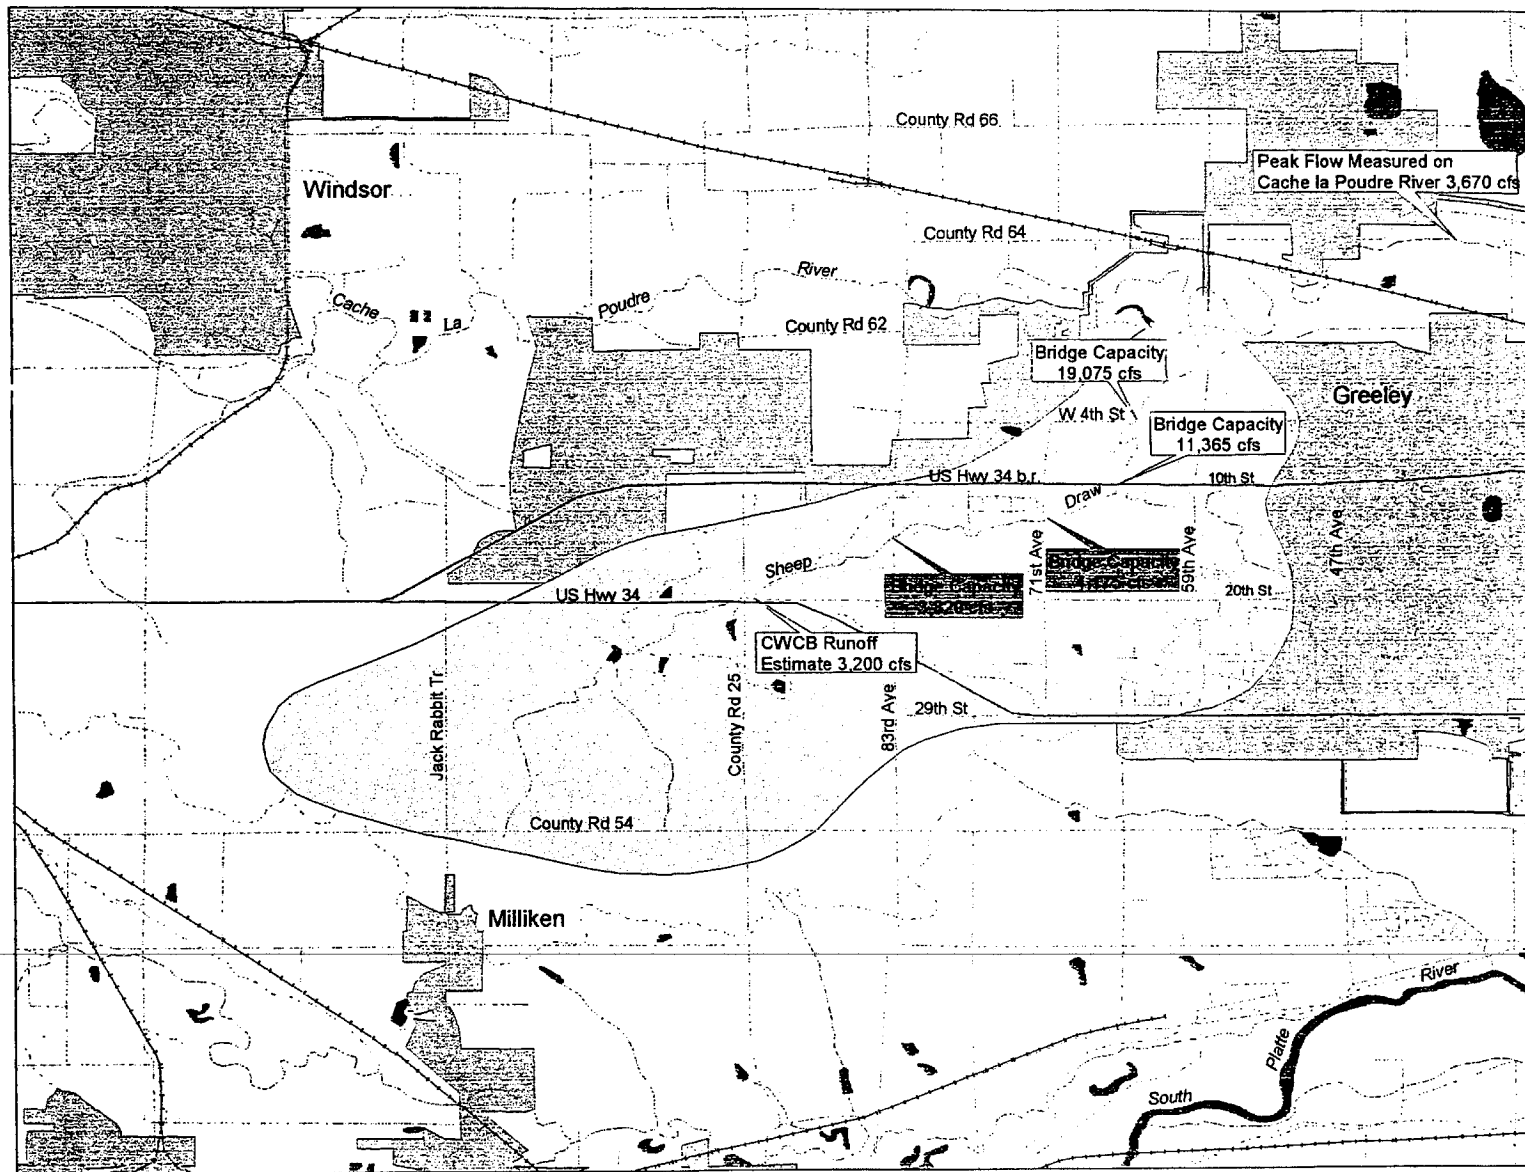 County Rd 66
Peak Flow Measured on
Cache la Poudre River 3,670 cfs
Windsor
County Rd 64
River
Cache
La
Poudre
County Rd 62
Bridge Capacity
19,075 cfs
Greeley
W 4th St
Bridge Capacity
11,365 cfs
US Hwy 34 b.r.
10th St
Draw
Sheep
71st Ave
Bridge Capacity
59th Ave
47th Ave
Bridge Capacity
20th St
US Hwy 34
CWCB Runoff
Estimate 3,200 cfs
Jack Rabbit Tr
County Rd 25
83rd Ave
29th St
County Rd 54
Milliken
River
Platte
South